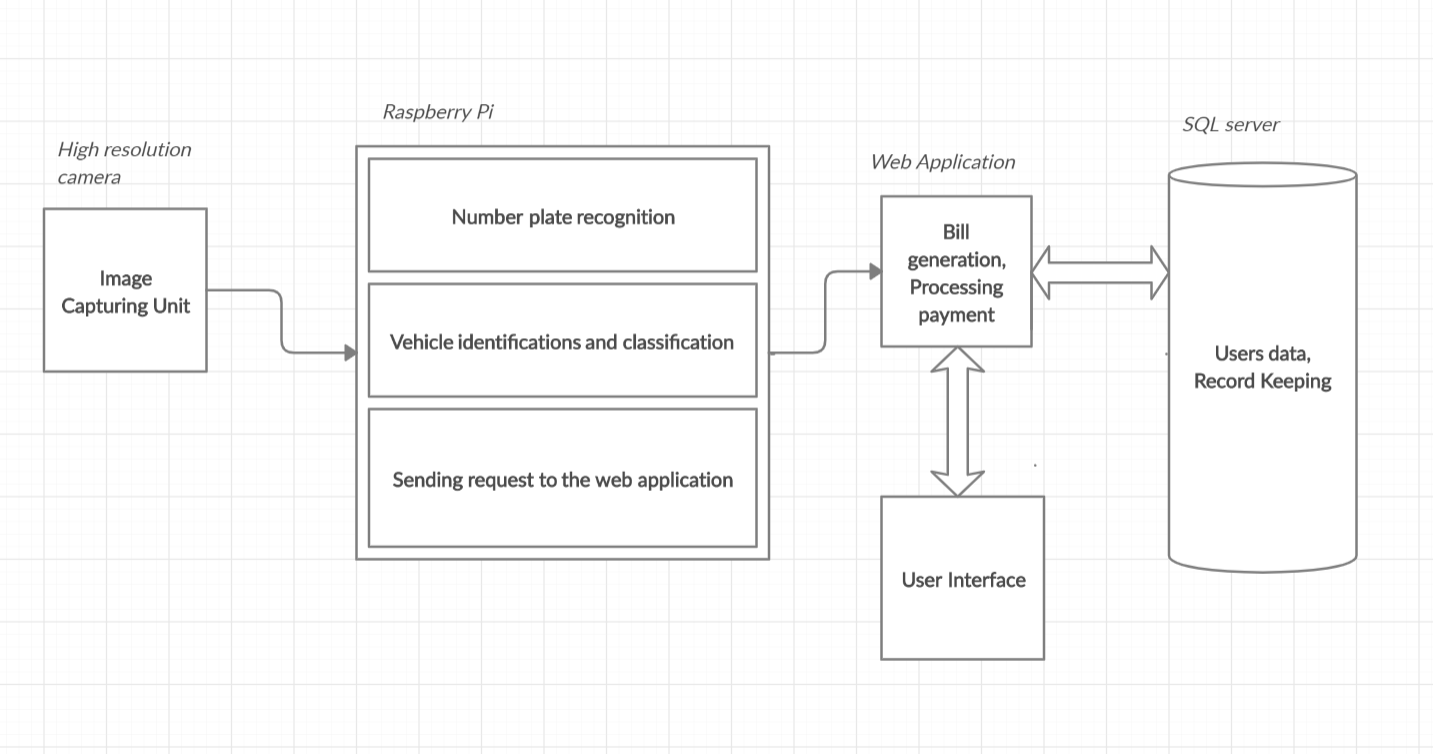 High resolution
camera
Image
Capturing Unit
Raspberry Pi
Number plate recognition
Vehicle identifications and classification
Sending request to the web application
Web Application
Bill
generation,
Processing
payment
User Interface
SQL server
Users data,
Record Keeping